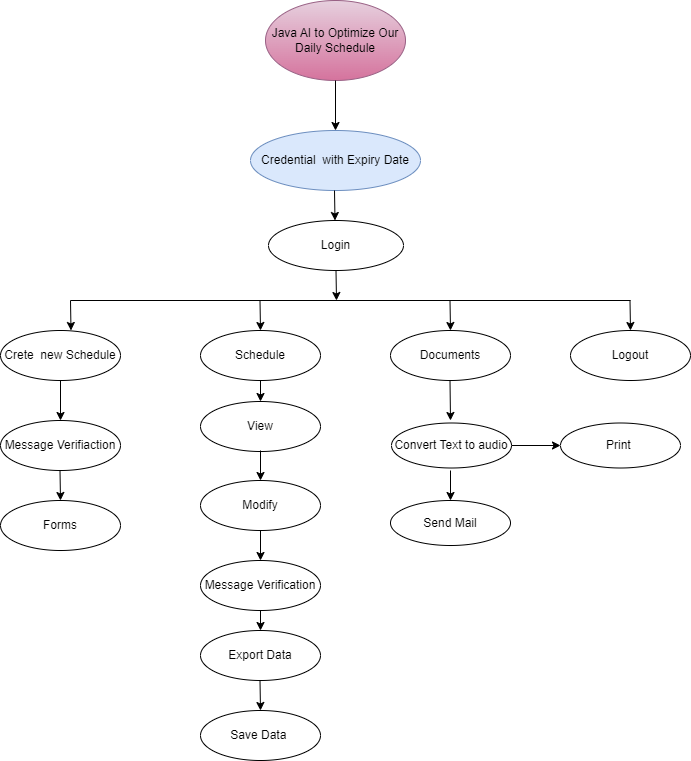 Java AI to Optimize Our
Daily Schedule
Credential with Expiry Date
Login
Crete new Schedule
Schedule
Documents
Logout
View
Message Verifiaction
Convert Text to audio
Print
Modify
Forms
Send Mail
Message Verification
Export Data
Save Data